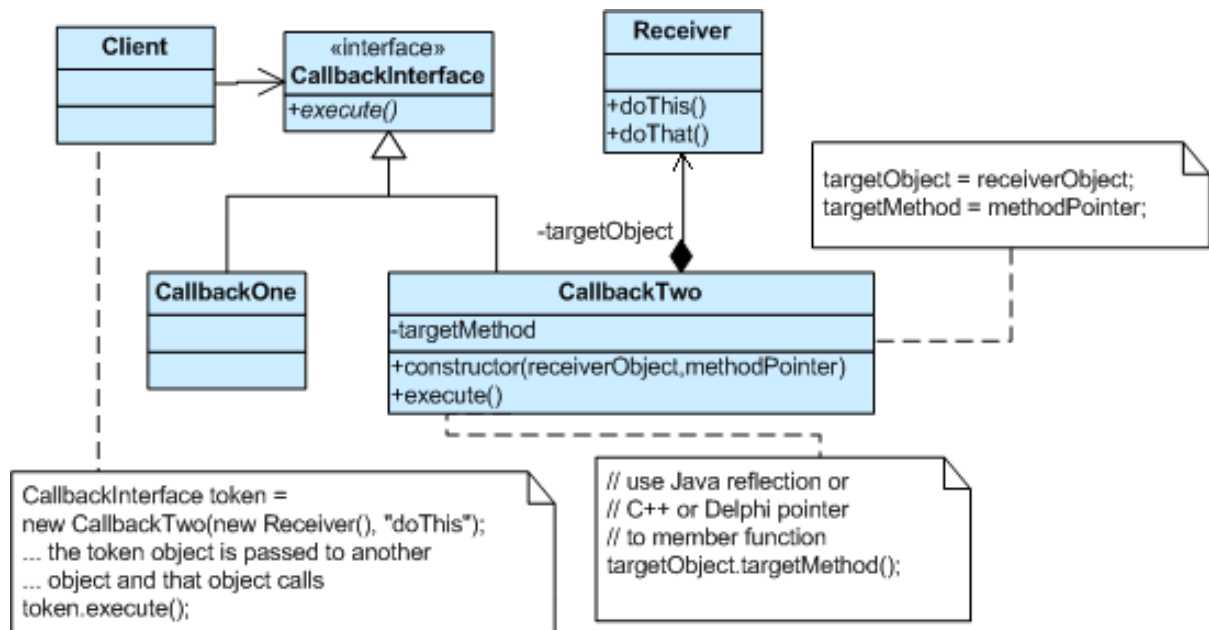 Client
«interface»
CallbackInterface
+execute()
Receiver
+doThis()
+doThat()
targetObject = receiverObject;
targetMethod = methodPointer;
-targetObject
CallbackOne
CallbackTwo
-targetMethod
+constructor(receiverObject,methodPointer)
+execute()
CallbackInterface token =
new CallbackTwo(new Receiver(), "doThis");
... the token object is passed to another
... object and that object calls
token.execute();
// use Java reflection or
// C++ or Delphi pointer
// to member function
targetObject.targetMethod();